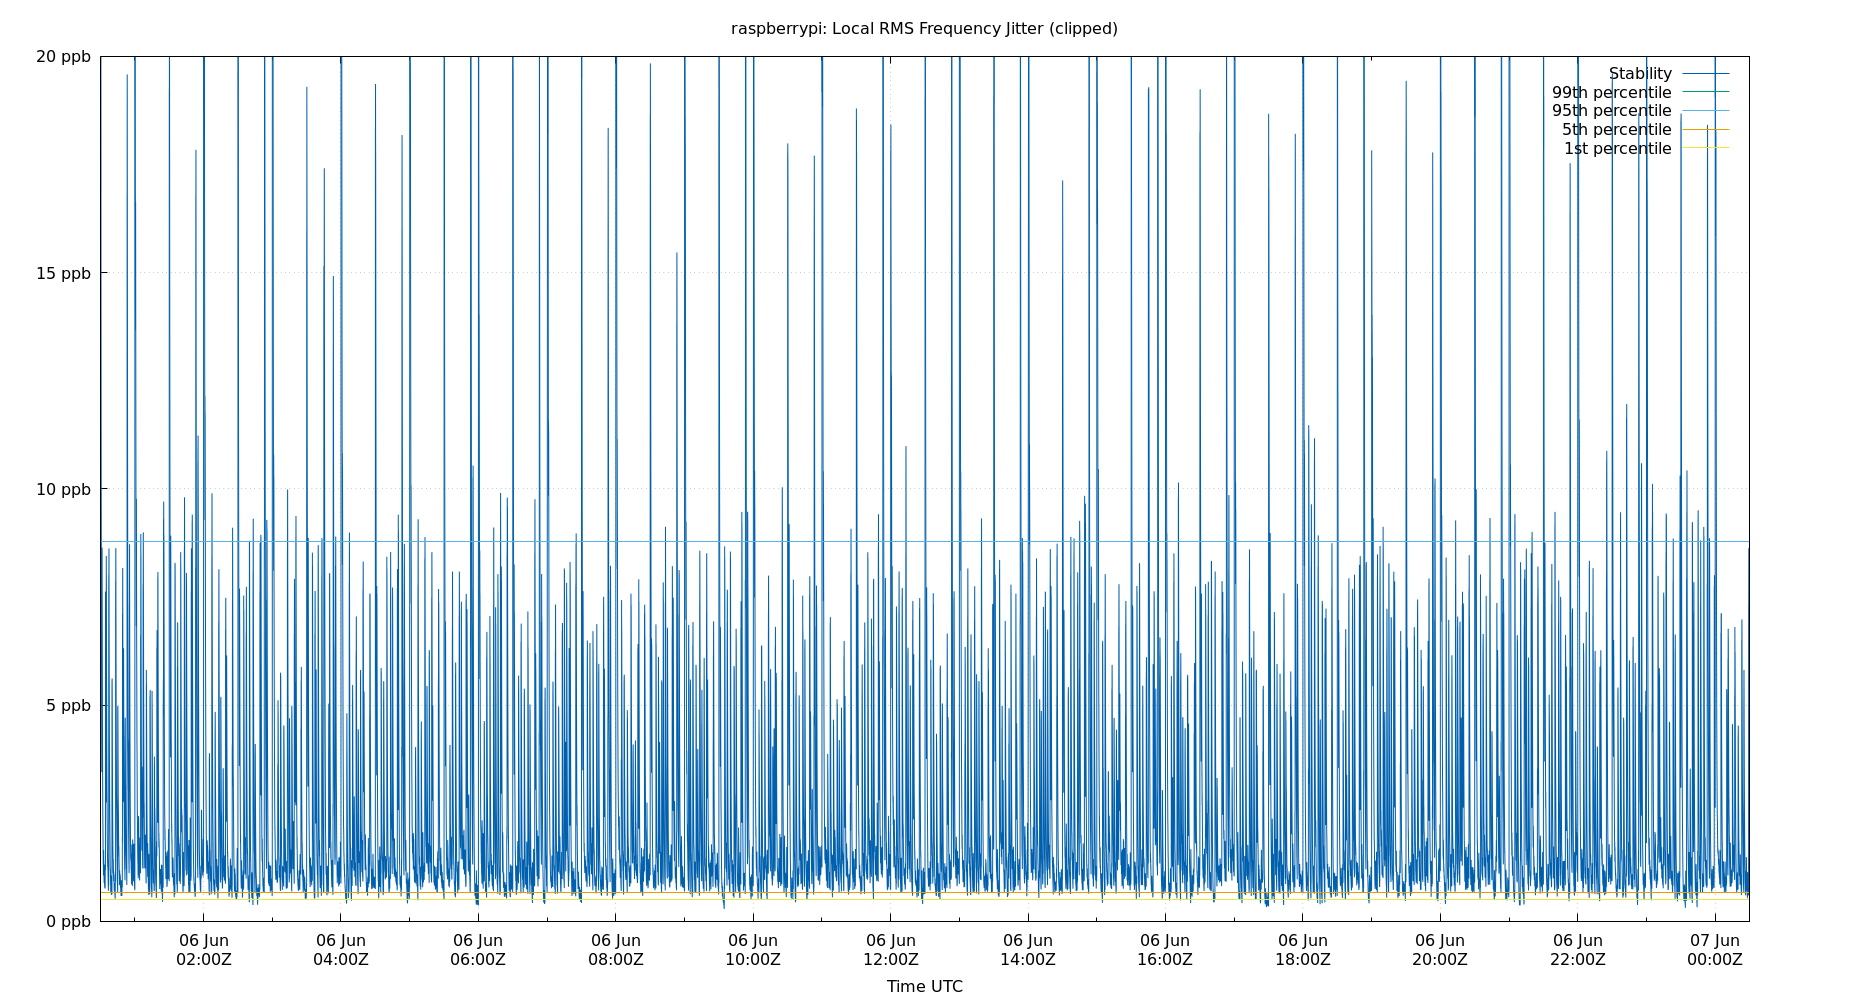 raspberrypi: Local RMS Frequency Jitter (clipped)
20 ppb
15 ppb
10 ppb
5 ppb
0 ppb
Stability
99th percentile
95th percentile
5th percentile
1st percentile
06 Jun 06 Jun 06 Jun 06 Jun 06 Jun 06 Jun 06 Jun 06 Jun 06 Jun 06 Jun 06 Jun 07 Jun
02:00Z 04:00Z 06:00Z 08:00Z 10:00Z 12:00Z 14:00Z 16:00Z 18:00Z 20:00Z 22:00Z 00:00Z
Time UTC